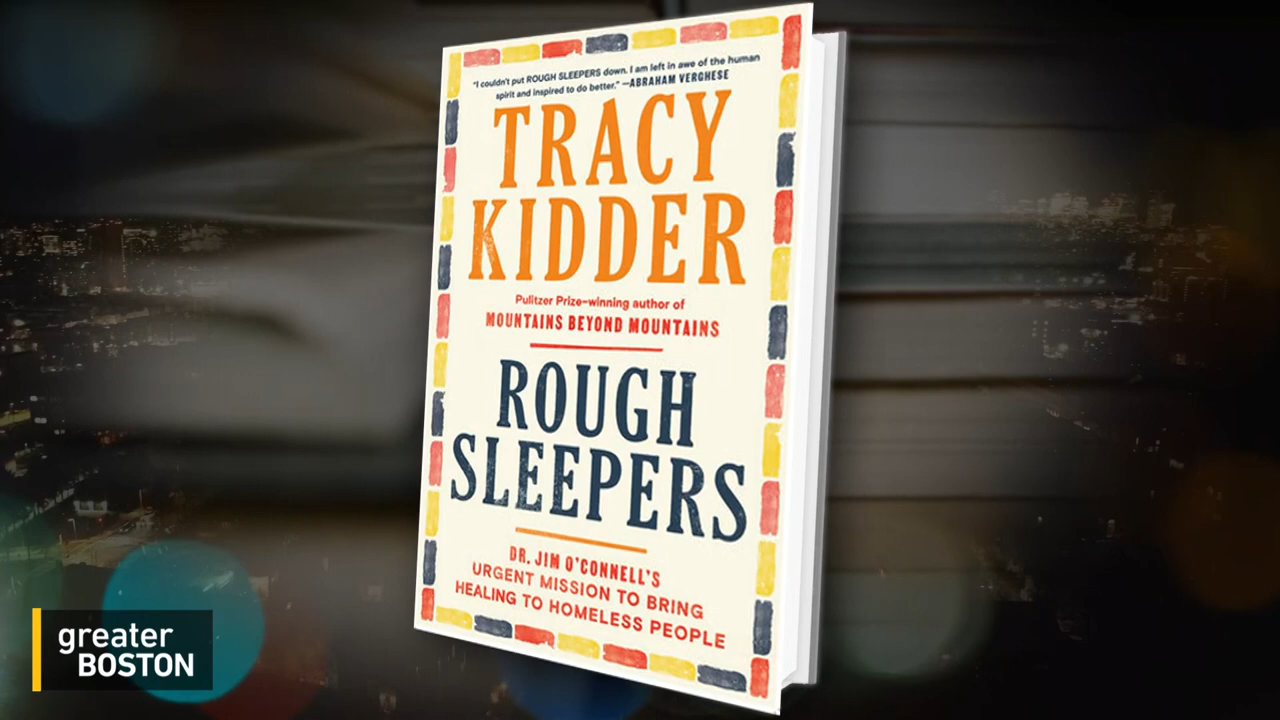 "I couldn't put ROUGH SLEEPERS down. I am left in awe of the human
spirit and inspired to do better." —ABRAHAM VERGHESE
TRACY
KIDDER
Pulitzer Prize–winning author of
MOUNTAINS BEYOND MOUNTAINS
ROUGH
SLEEPERS
DR. JIM O'CONNELL'S
URGENT MISSION TO BRING
HEALING TO HOMELESS PEOPLE
greater
BOSTON